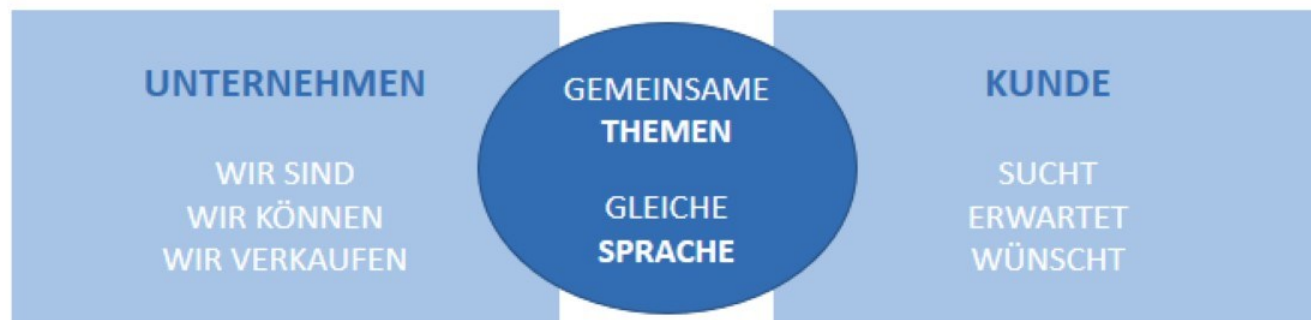 UNTERNEHMEN
WIR SIND
WIR KÖNNEN
WIR VERKAUFEN
GEMEINSAME
THEMEN
GLEICHE
SPRACHE
KUNDE
SUCHT
ERWARTET
WÜNSCHT